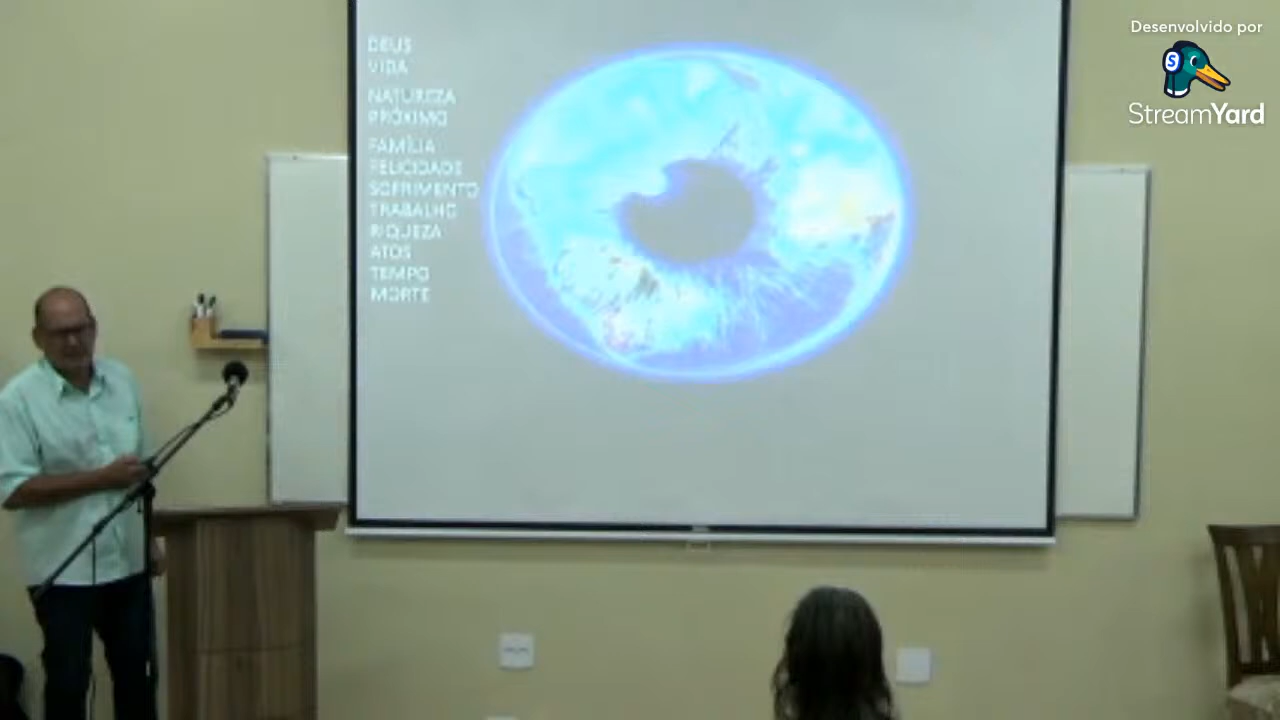 DEUS
VIDA
NATUREZA
PRÓXIMO
FAMÍLIA
FELICIDADE
SOFRIMENTO
TRABALHO
RIQUEZA
ATOS
TEMPO
MORTE
Desenvolvido por
S
StreamYard